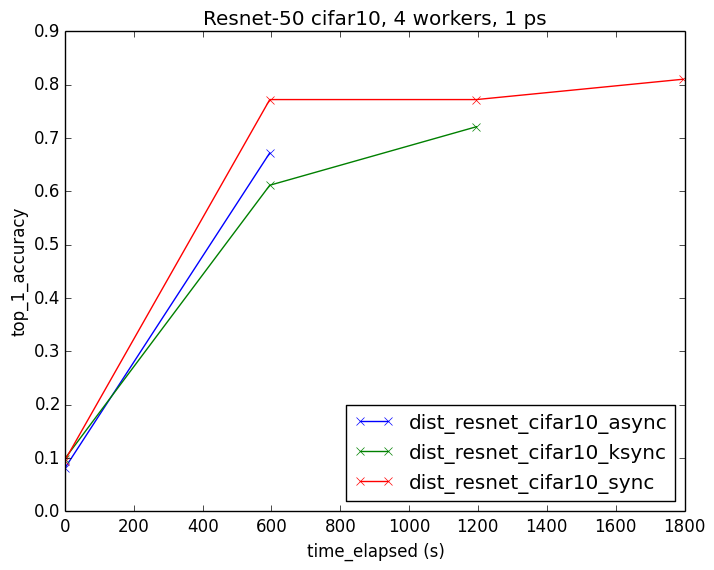 Resnet-50 cifar10, 4 workers, 1 ps
0.9
0.8
0.7
0.6
0.5
0.4
0.3
0.2
0.1
0.0
top_1_accuracy
dist_resnet_cifar10_async
dist_resnet_cifar10_ksync
dist_resnet_cifar10_sync
0 200 400 600 800 1000 1200 1400 1600 1800
time_elapsed (s)